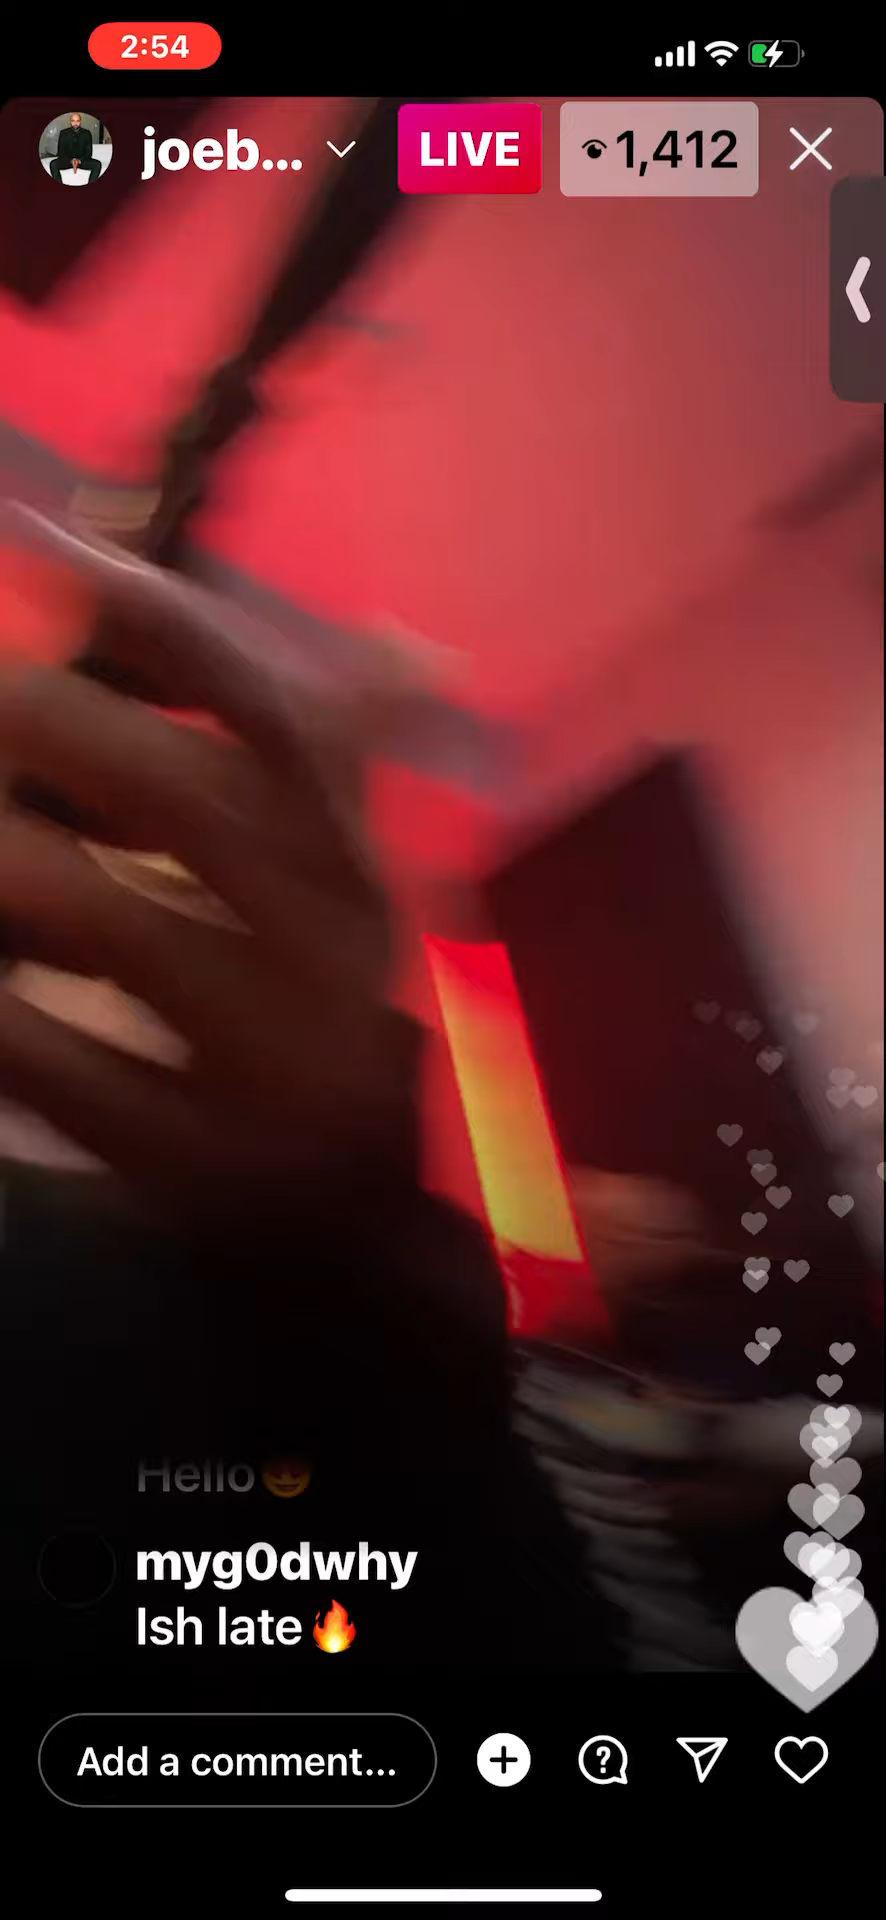 2:54
joeb...
LIVE
1,412
Hello😍
myg0dwhy
Ish late🔥
Add a comment...